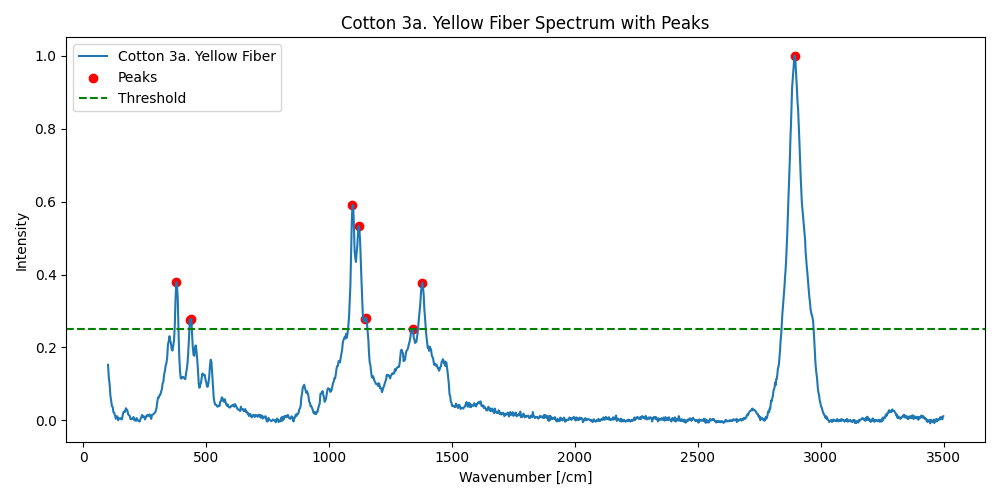 Cotton 3a. Yellow Fiber Spectrum with Peaks
Cotton 3a. Yellow Fiber
Peaks
Threshold
Intensity
1.0
0.8
0.6
0.4
0.2
0.0
0 500 1000 1500 2000 2500 3000 3500
Wavenumber [/cm]